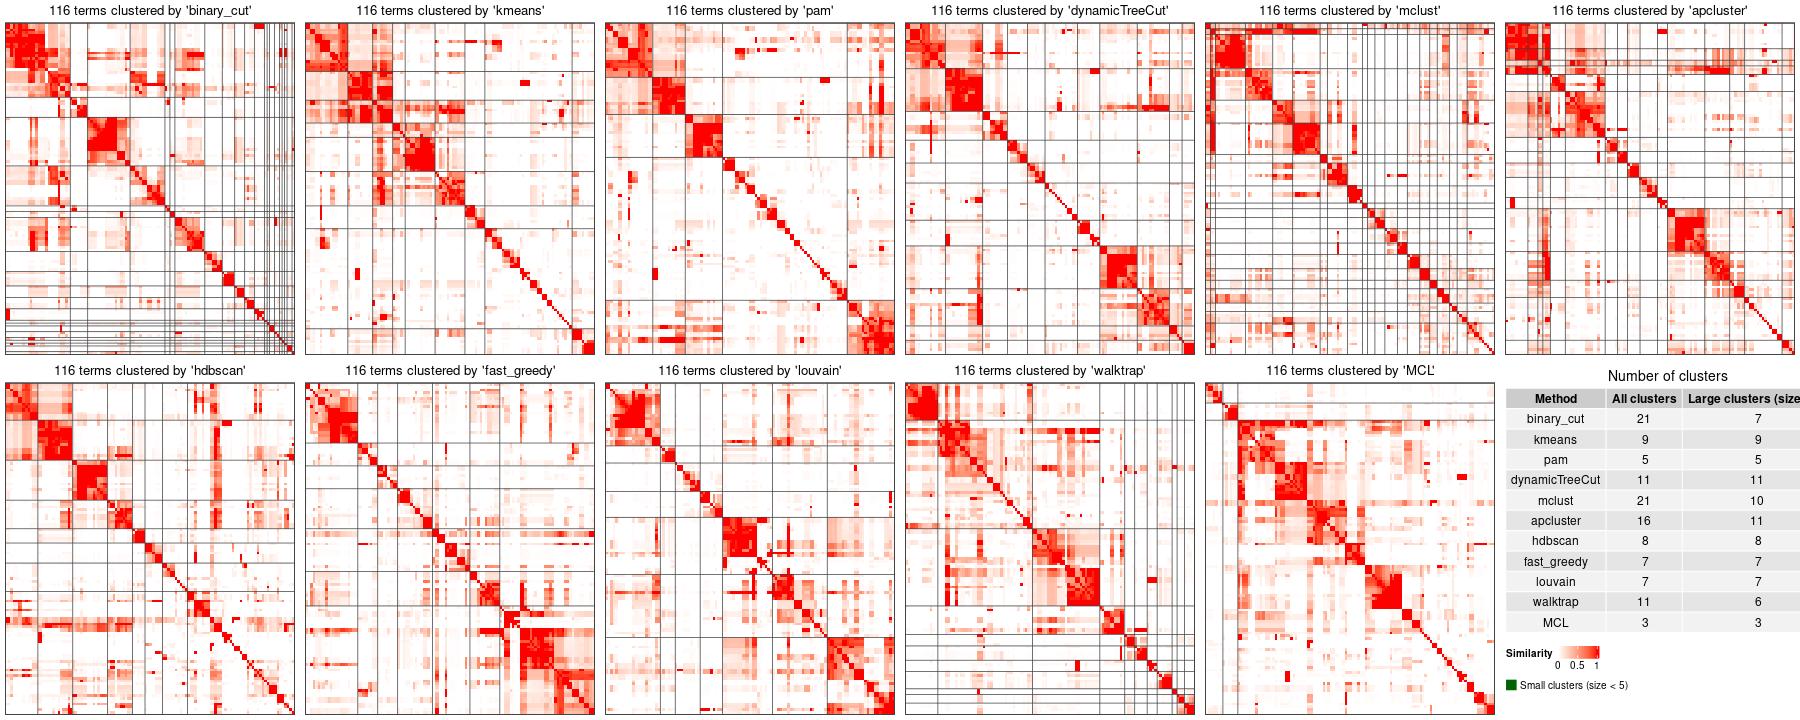 116 terms clustered by 'binary_cut'
116 terms clustered by 'kmeans'
116 terms clustered by 'pam'
116 terms clustered by 'dynamicTreeCut'
116 terms clustered by 'mclust'
116 terms clustered by 'apcluster'
116 terms clustered by 'hdbscan'
116 terms clustered by 'fast_greedy'
116 terms clustered by 'louvain'
116 terms clustered by 'walktrap'
116 terms clustered by 'MCL'
Number of clusters
Method All clusters Large clusters (size
binary_cut 21 7
kmeans 9 9
pam 5 5
dynamicTreeCut 11 11
mclust 21 10
apcluster 16 11
hdbscan 8 8
fast_greedy 7 7
louvain 7 7
walktrap 11 6
MCL 3 3
Similarity
0 0.5 1
Small clusters (size < 5)